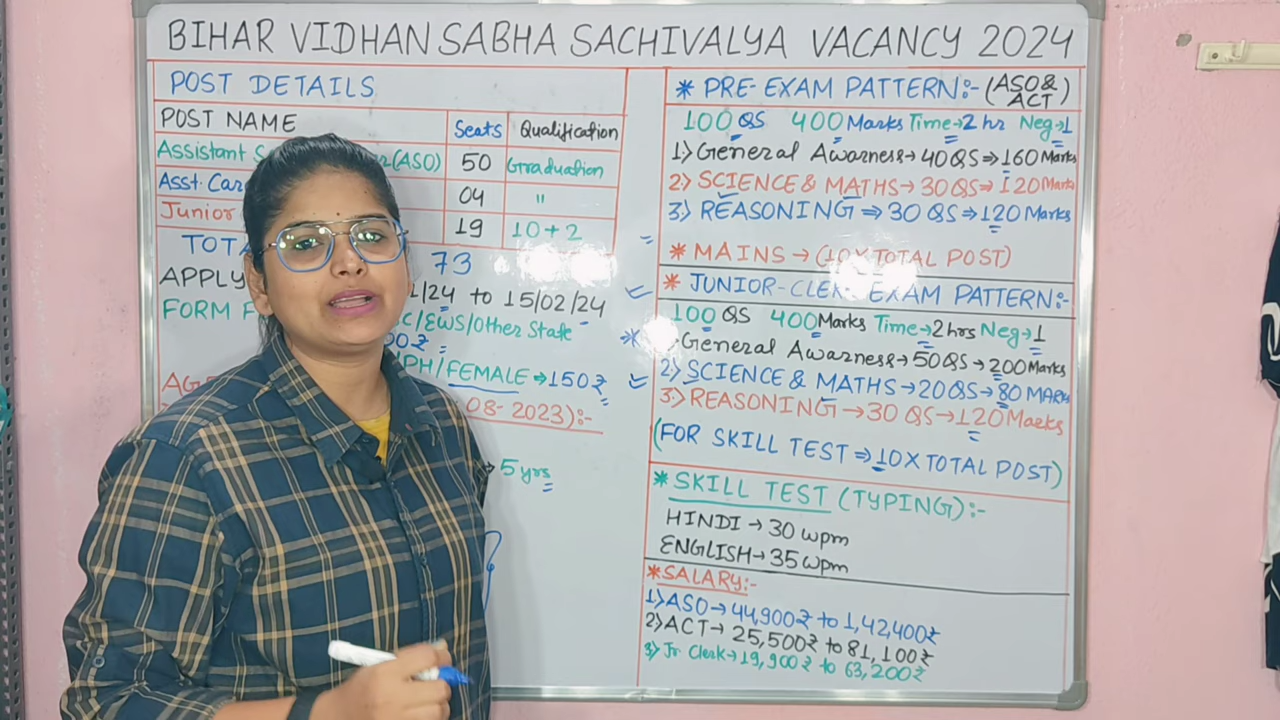 BIHAR VIDHAN SABHA SACHIVALYA VACANCY 2024
POST DETAILS
POST NAME Seats Qualification
Assistant (ASO) 50 Graduation
Asst. Car 04 "
Junior 19 10+2
73
APPLY 1/24 to 15/02/24
FORM F C/EWS/Other State
00₹
PH/FEMALE → 150₹
08-2023):-
→ 5 yrs
* PRE-EXAM PATTERN:- (ASO & ACT)
100 QS 400 Marks Time→2 hr Neg→1
1.) General Awarness→ 40 QS ⇒ 160 Marks
2.) SCIENCE & MATHS → 30 QS ⇒ 120 Marks
3.) REASONING ⇒ 30 QS ⇒ 120 Marks
* MAINS → (10X TOTAL POST)
* JUNIOR-CLERK EXAM PATTERN:-
100 QS 400 Marks Time→2hrs Neg→1
General Awarness→50QS→200 Marks
2.) SCIENCE & MATHS →20QS→80 MARKS
3.) REASONING →30 QS→120 Marks
(FOR SKILL TEST ⇒ 10X TOTAL POST)
* SKILL TEST (TYPING):-
HINDI → 30 wpm
ENGLISH → 35 wpm
* SALARY:-
1) ASO → 44,900₹ to 1,42,400₹
2) ACT → 25,500₹ to 81,100₹
3) Jr. Clerk → 19,900₹ to 63,200₹